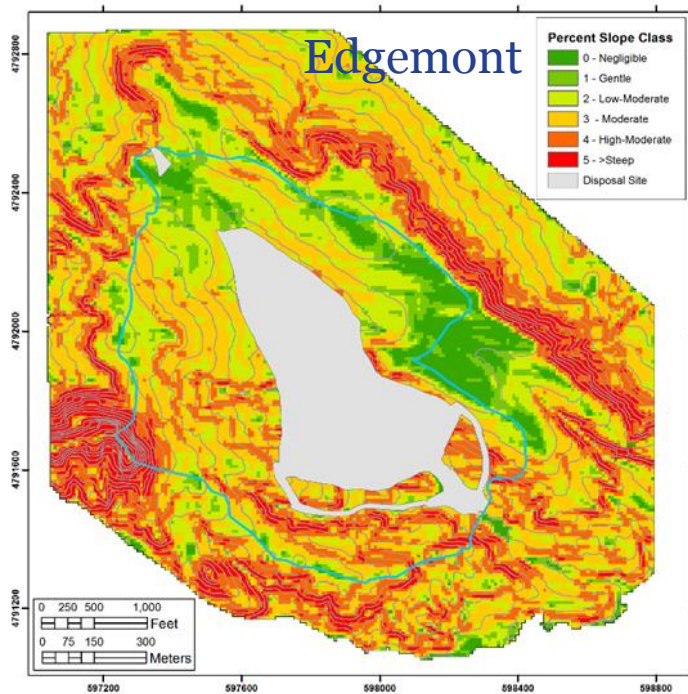 Edgemont
Percent Slope Class
0 - Negligible
1 - Gentle
2 - Low-Moderate
3 - Moderate
4 - High-Moderate
5 - >Steep
Disposal Site
4792800
4792400
4792000
4791600
4791200
0 250 500 1,000
Feet
0 75 150 300
Meters
597200 597600 598000 598400 598800